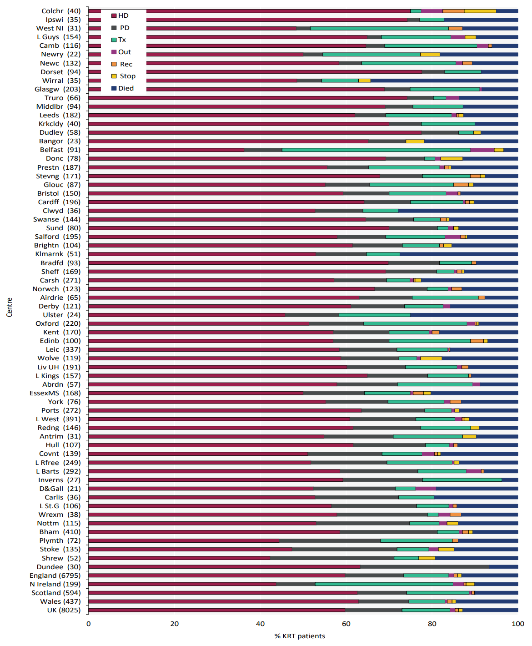 Colchr (40)
Ipswi (35)
West NI (31)
L Guys (154)
Camb (116)
Newry (22)
Newc (132)
Dorset (94)
Wirral (35)
Glasgw (203)
Truro (66)
Middlbr (94)
Leeds (182)
Krkcldy (40)
Dudley (58)
Bangor (23)
Belfast (91)
Donc (78)
Prestn (187)
Stevng (171)
Glouc (87)
Bristol (150)
Cardff (196)
Clwyd (36)
Swanse (144)
Sund (80)
Salford (195)
Brightn (104)
Klmarnk (51)
Bradfd (93)
Sheff (169)
Carsh (271)
Norwch (123)
Airdrie (65)
Derby (121)
Ulster (24)
Oxford (220)
Kent (170)
Edinb (100)
Leic (337)
Wolve (119)
Liv UH (191)
L Kings (157)
Abrdn (57)
EssexMS (168)
York (76)
Ports (272)
L West (391)
Redng (146)
Antrim (31)
Hull (107)
Covnt (139)
L Rfree (249)
L Barts (292)
Inverns (27)
D&Gall (21)
Carlis (36)
L St.G (106)
Wrexm (38)
Nottm (115)
Bham (410)
Plymth (72)
Stoke (135)
Shrew (52)
Dundee (30)
England (6795)
N Ireland (199)
Scotland (594)
Wales (437)
UK (8025)
Centre
HD
PD
Tx
Out
Rec
Stop
Died
0 20 40 60 80 100
% KRT patients